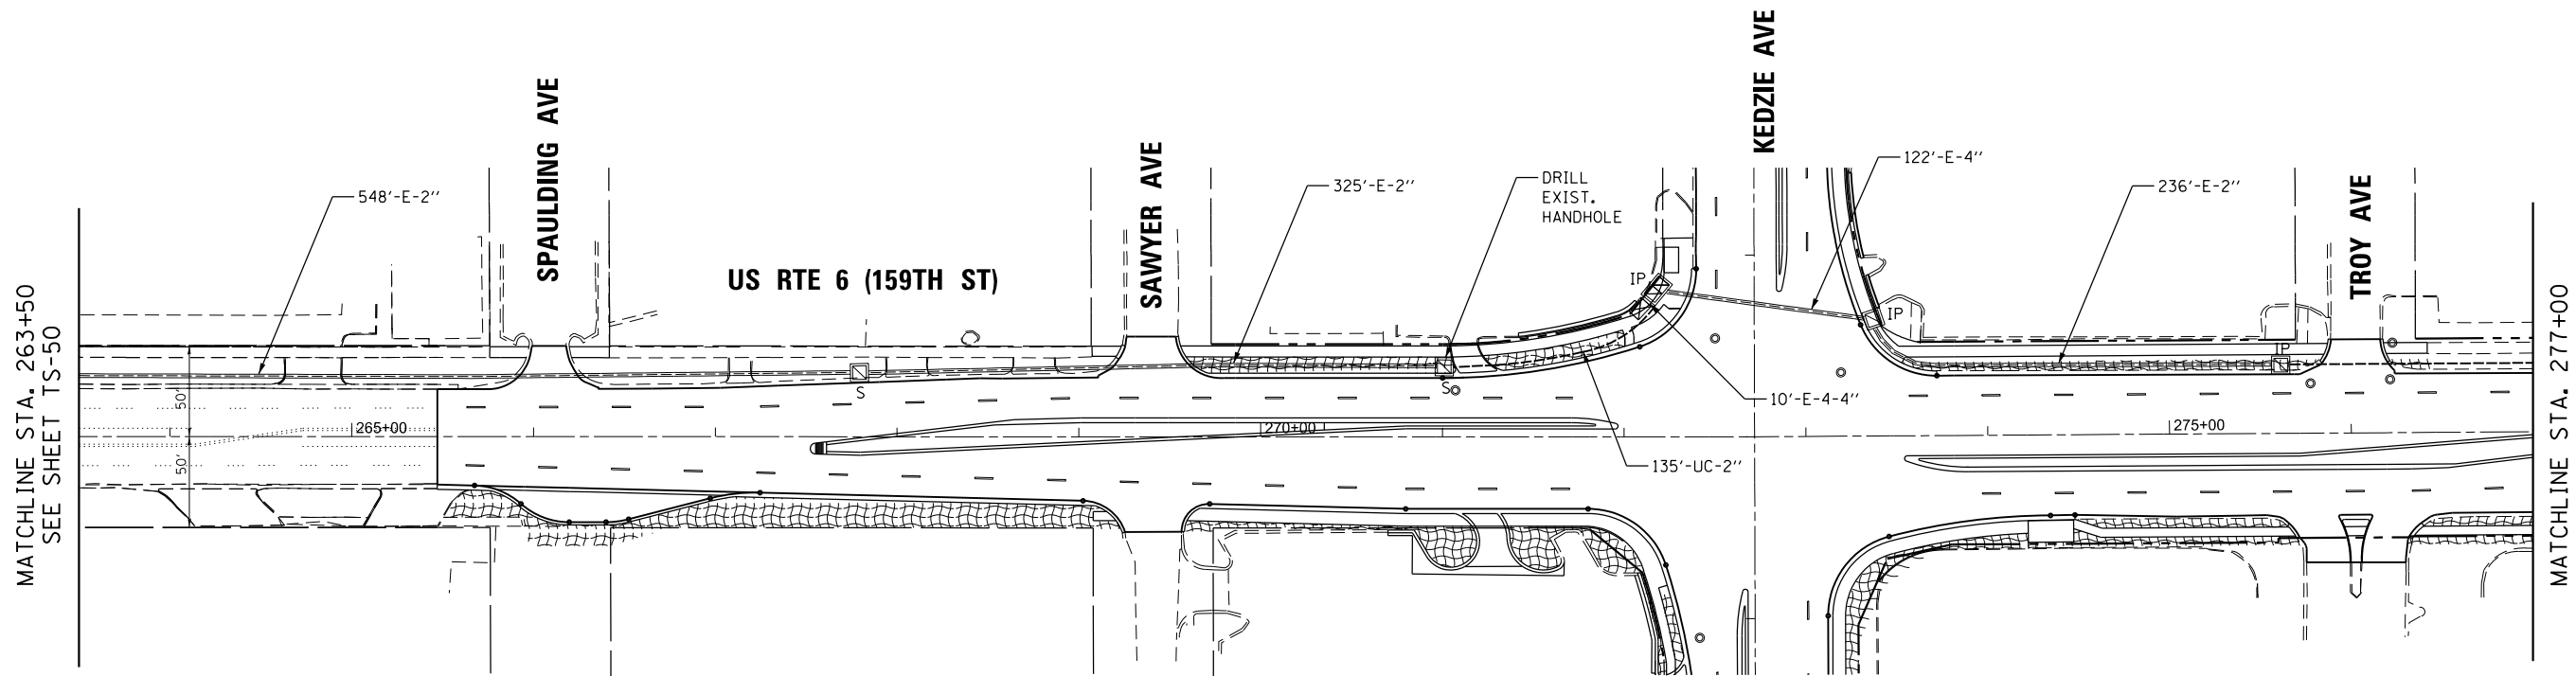 MATCHLINE STA. 263+50
SEE SHEET TS-50
548'-E-2''
SPAULDING AVE
US RTE 6 (159TH ST)
SAWYER AVE
325'-E-2''
DRILL
EXIST.
HANDHOLE
KEDZIE AVE
122'-E-4''
236'-E-2''
TROY AVE
IP
IP
IP
S
S
10'-E-4-4''
135'-UC-2''
50'
50'
265+00
270+00
275+00
MATCHLINE STA. 277+00